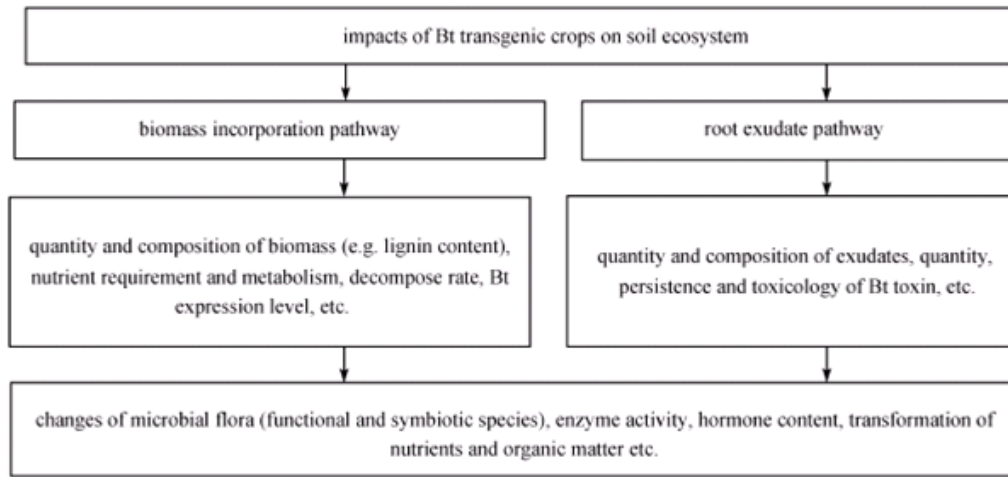 impacts of Bt transgenic crops on soil ecosystem
biomass incorporation pathway
root exudate pathway
quantity and composition of biomass (e.g. lignin content),
nutrient requirement and metabolism, decompose rate, Bt
expression level, etc.
quantity and composition of exudates, quantity,
persistence and toxicology of Bt toxin, etc.
changes of microbial flora (functional and symbiotic species), enzyme activity, hormone content, transformation of
nutrients and organic matter etc.